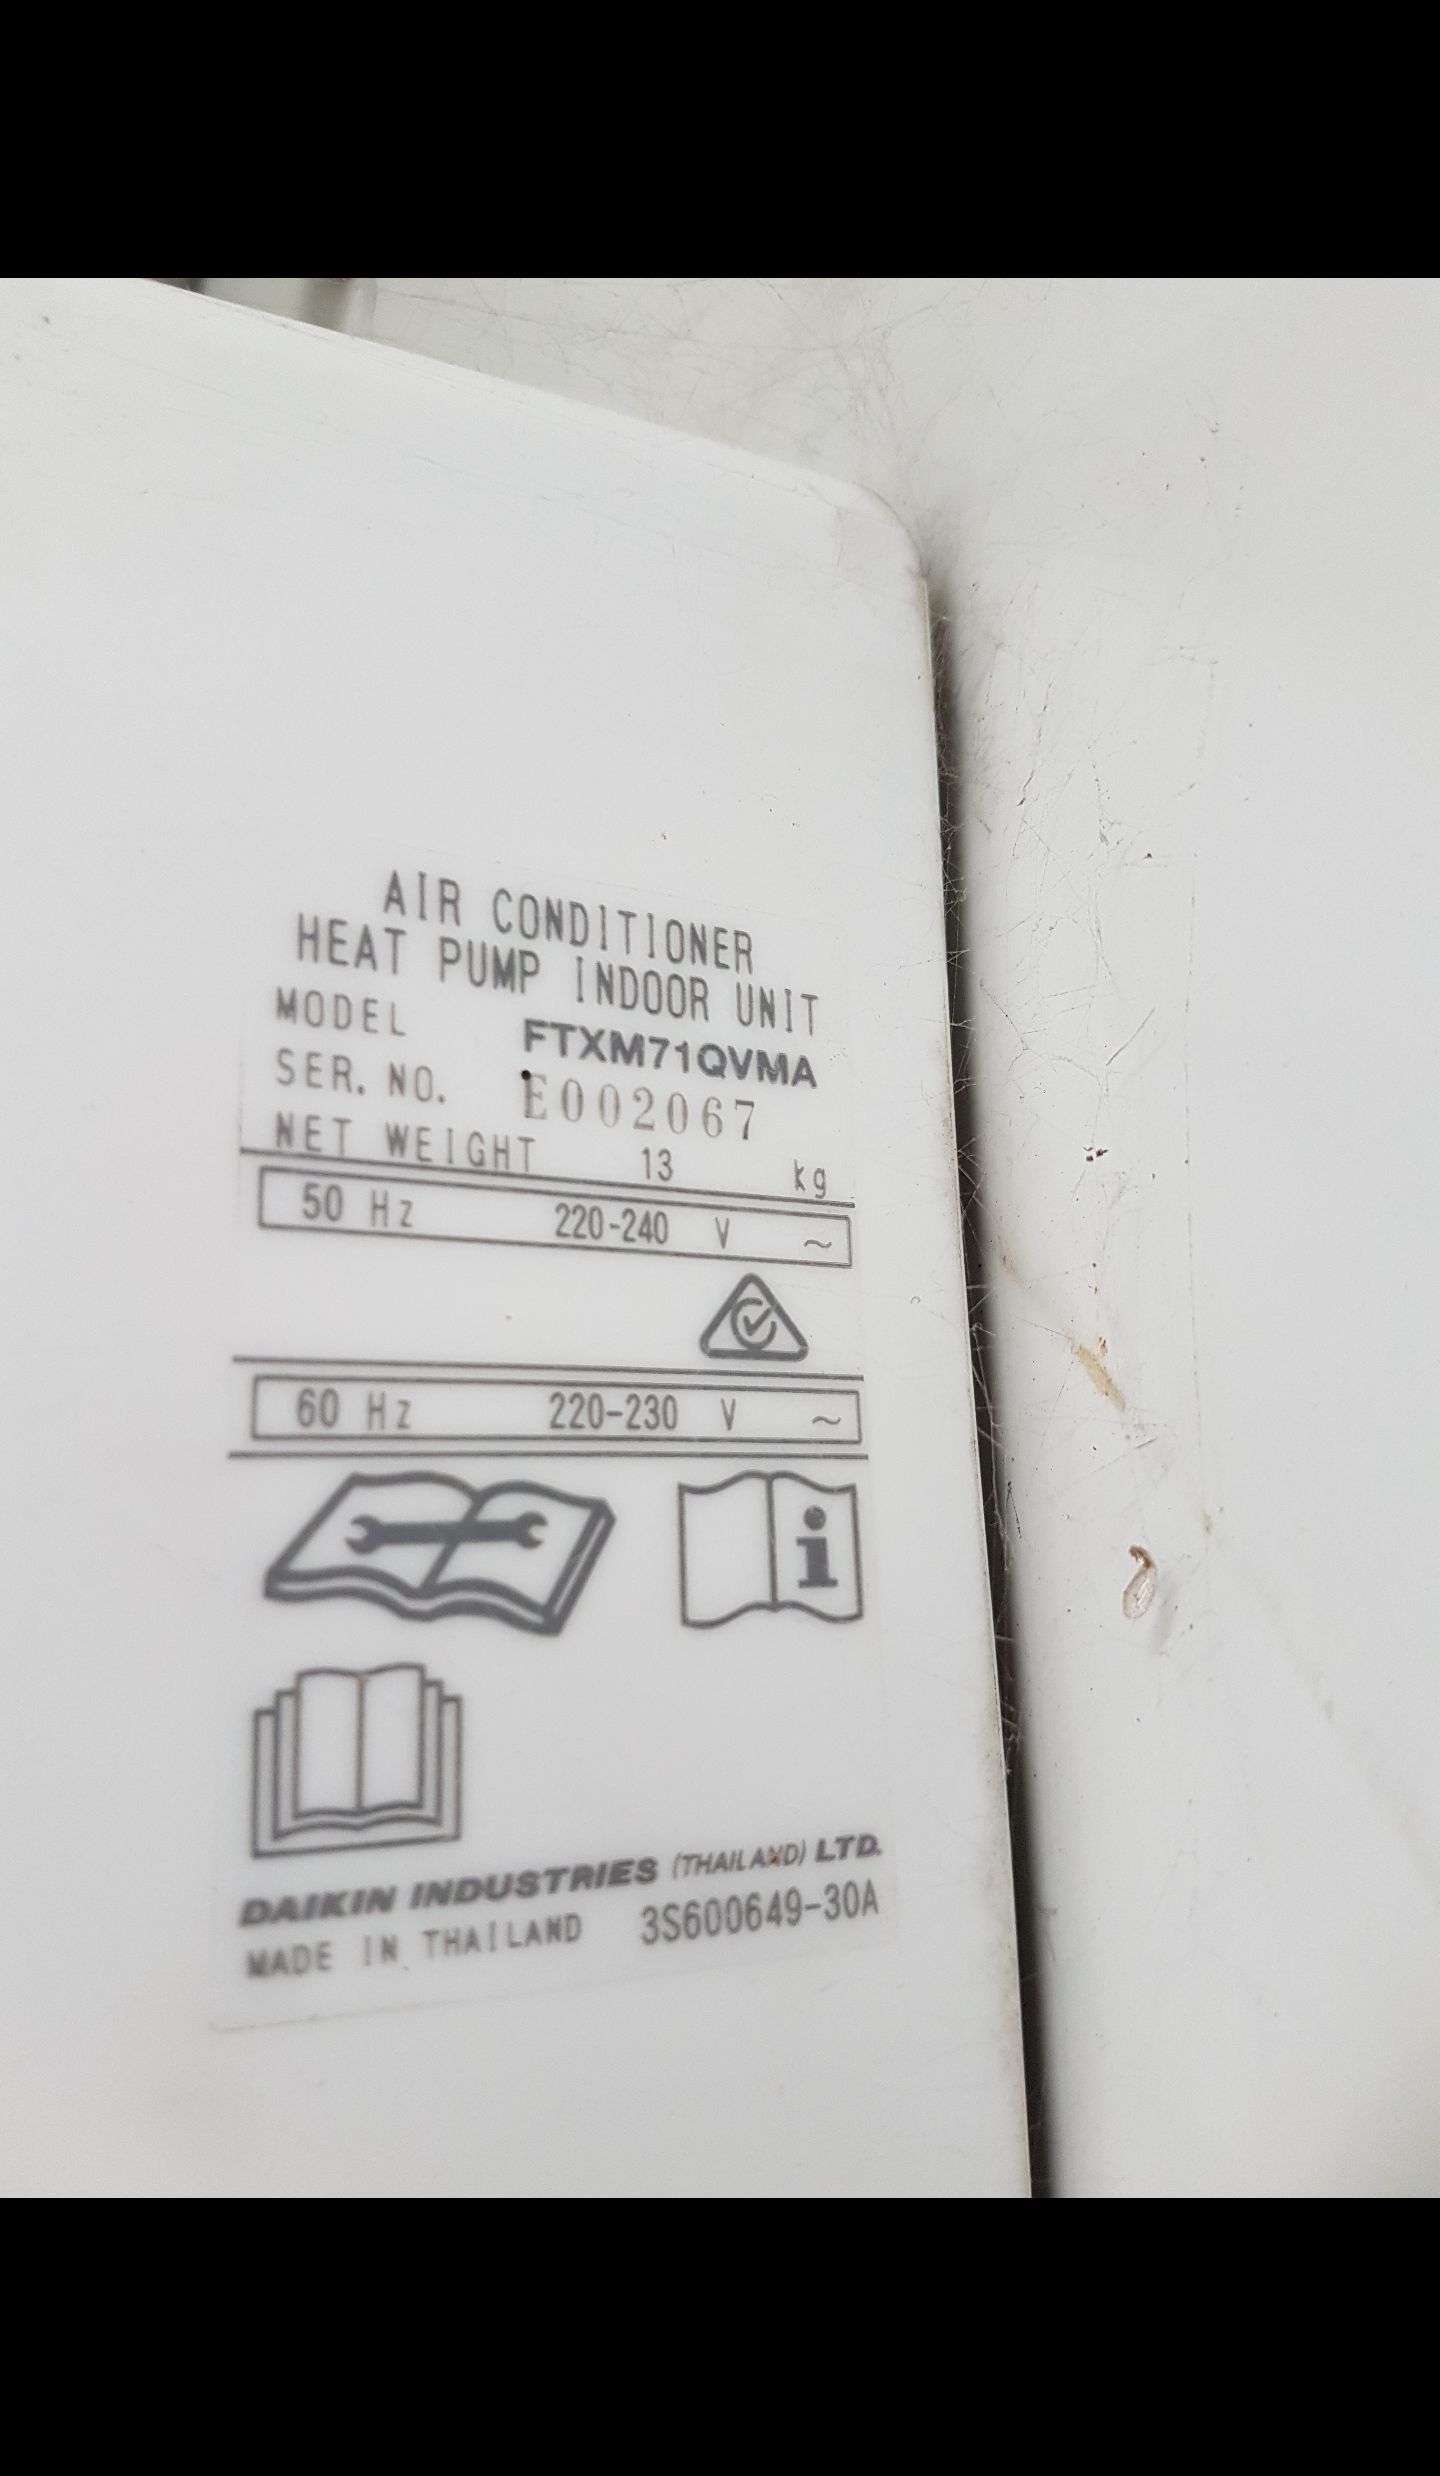 AIR CONDITIONER
HEAT PUMP INDOOR UNIT
MODEL FTXM71QVMA
SER. NO. E002067
NET WEIGHT 13 kg
50 Hz 220-240 V ~
60 Hz 220-230 V ~
i
DAIKIN INDUSTRIES (THAILAND) LTD.
MADE IN THAILAND 3S600649-30A